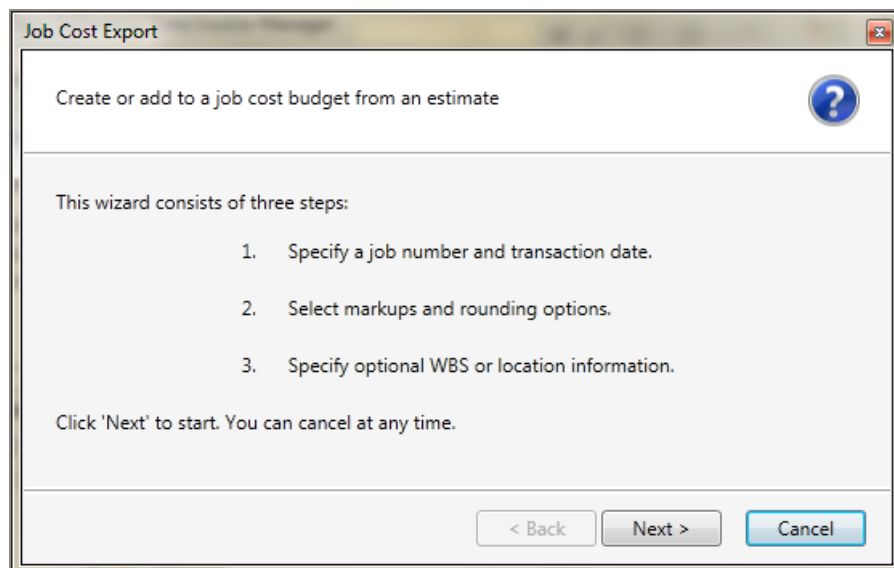 Job Cost Export
Create or add to a job cost budget from an estimate
?
This wizard consists of three steps:
1. Specify a job number and transaction date.
2. Select markups and rounding options.
3. Specify optional WBS or location information.
Click 'Next' to start. You can cancel at any time.
< Back Next > Cancel